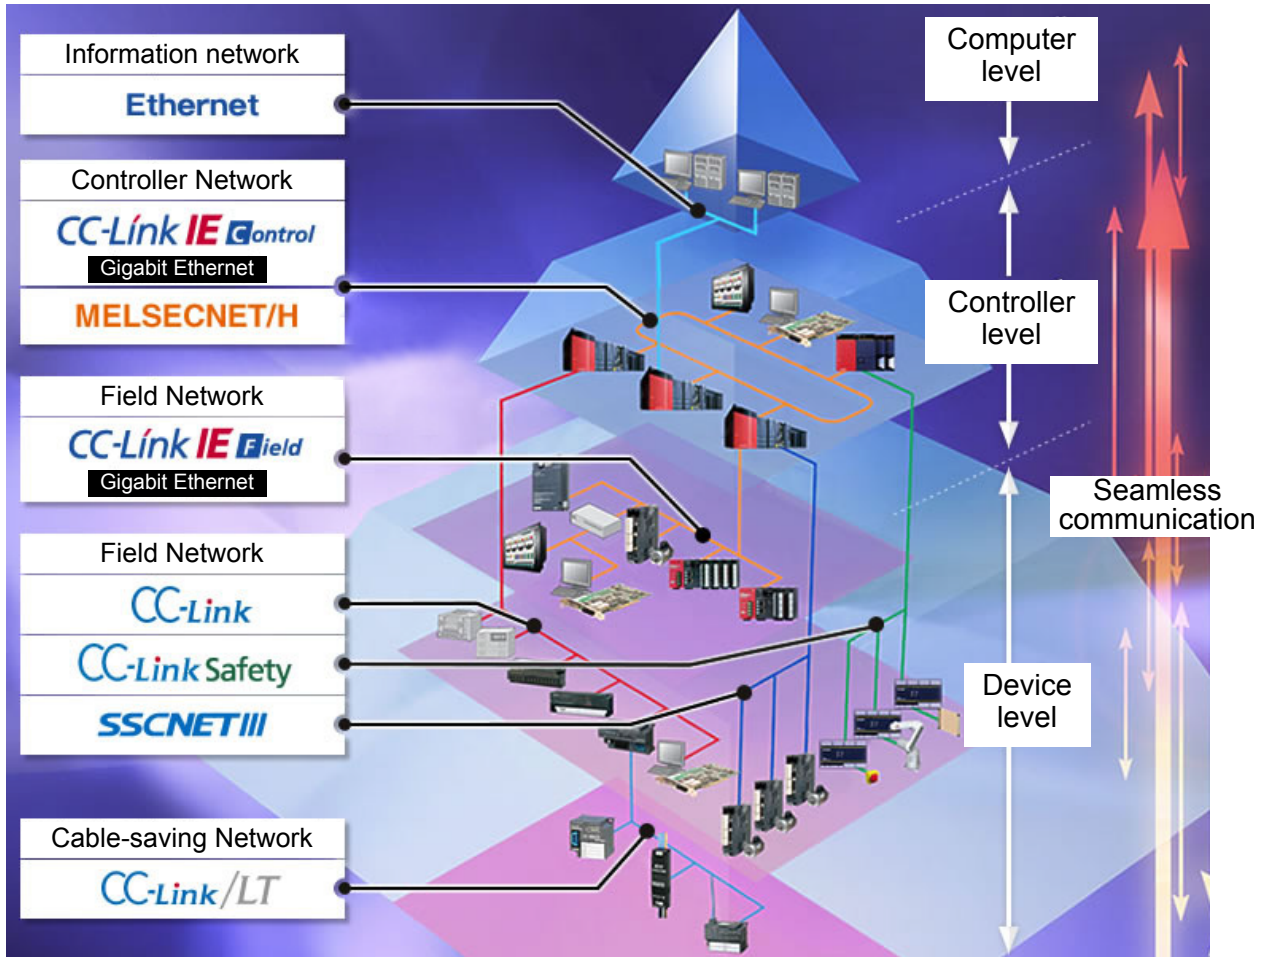 Information network
Ethernet
Controller Network
CC-Link IE Control
Gigabit Ethernet
MELSECNET/H
Field Network
CC-Link IE Field
Gigabit Ethernet
Field Network
CC-Link
CC-Link Safety
SSCNETIII
Cable-saving Network
CC-Link/LT
Computer
level
Controller
level
Seamless
communication
Device
level